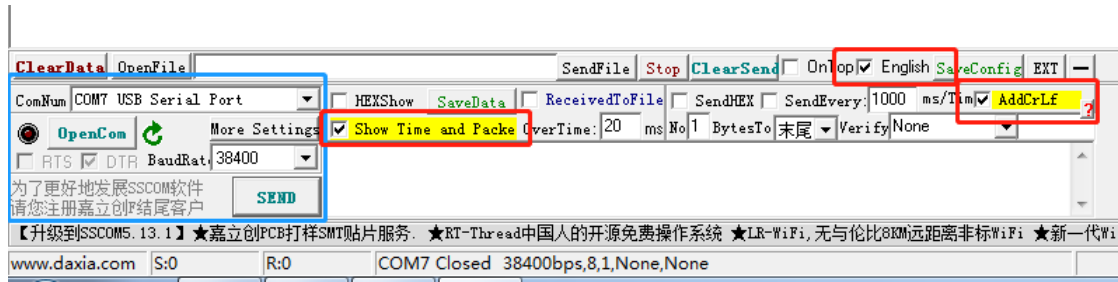 ClearData OpenFile SendFile Stop ClearSend OnTop English SaveConfig EXT —
ComNum COM7 USB Serial Port HEXShow SaveData ReceivedToFile SendHEX SendEvery: 1000 ms/Tim AddCrLf ?
OpenCom More Settings Show Time and Packe OverTime: 20 ms No 1 BytesTo 末尾 Verify None
RTS DTR BaudRat 38400
为了更好地发展SSCOM软件
请您注册嘉立创F结尾客户 SEND
【升级到SSCOM5.13.1】★嘉立创PCB打样SMT贴片服务. ★RT-Thread中国人的开源免费操作系统 ★LR-WiFi,无与伦比8KM远距离非标WiFi ★新一代Wi
www.daxia.com S:0 R:0 COM7 Closed 38400bps,8,1,None,None